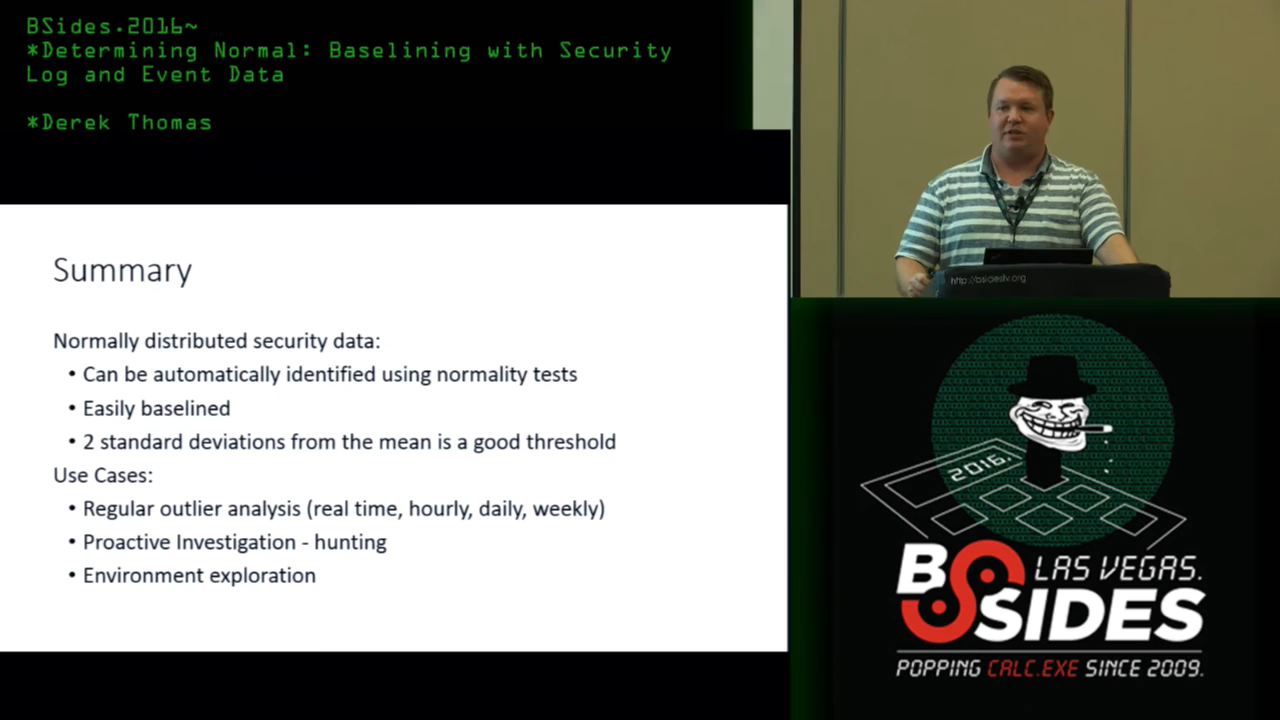 BSides.2016~
*Determining Normal: Baselining with Security
Log and Event Data
*Derek Thomas
Summary
Normally distributed security data:
• Can be automatically identified using normality tests
• Easily baselined
• 2 standard deviations from the mean is a good threshold
Use Cases:
• Regular outlier analysis (real time, hourly, daily, weekly)
• Proactive Investigation - hunting
• Environment exploration
http://bsideslv.org
2016.
BSIDES
LAS VEGAS.
POPPING CALC.EXE SINCE 2009.